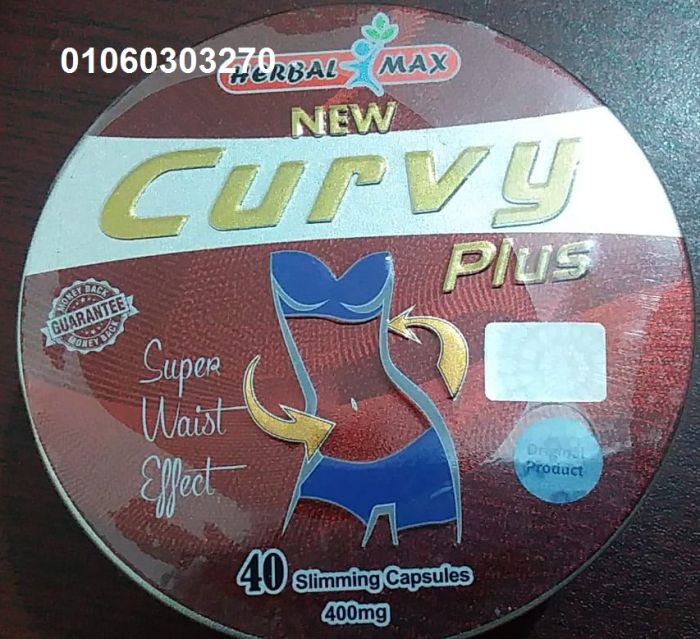 01060303270
HERBAL MAX
NEW
Curvy
Plus
MONEY BACK
GUARANTEE
MONEY BACK
Super
Waist
Effect
Original
Product
40 Slimming Capsules
400mg